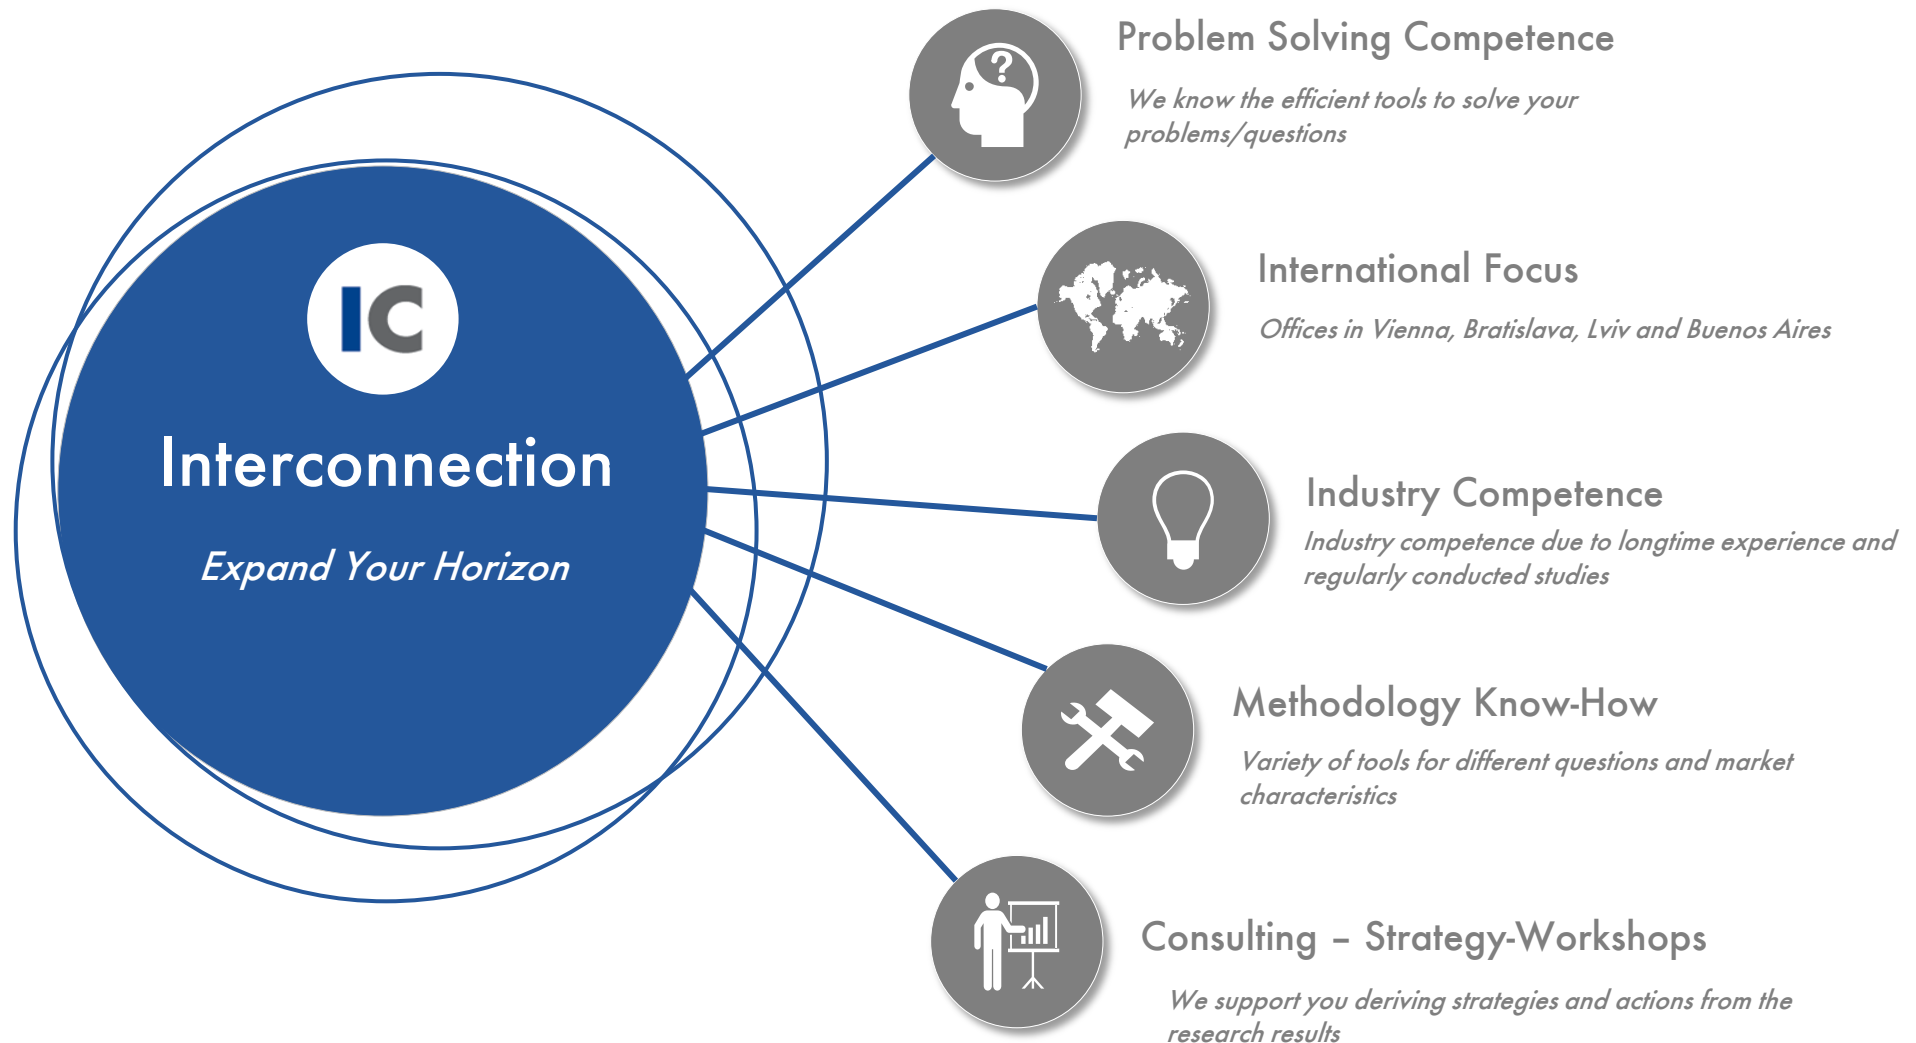 IC
Interconnection
Expand Your Horizon
Problem Solving Competence
We know the efficient tools to solve your
problems/questions
International Focus
Offices in Vienna, Bratislava, Lviv and Buenos Aires
Industry Competence
Industry competence due to longtime experience and
regularly conducted studies
Methodology Know-How
Variety of tools for different questions and market
characteristics
Consulting – Strategy-Workshops
We support you deriving strategies and actions from the
research results
?